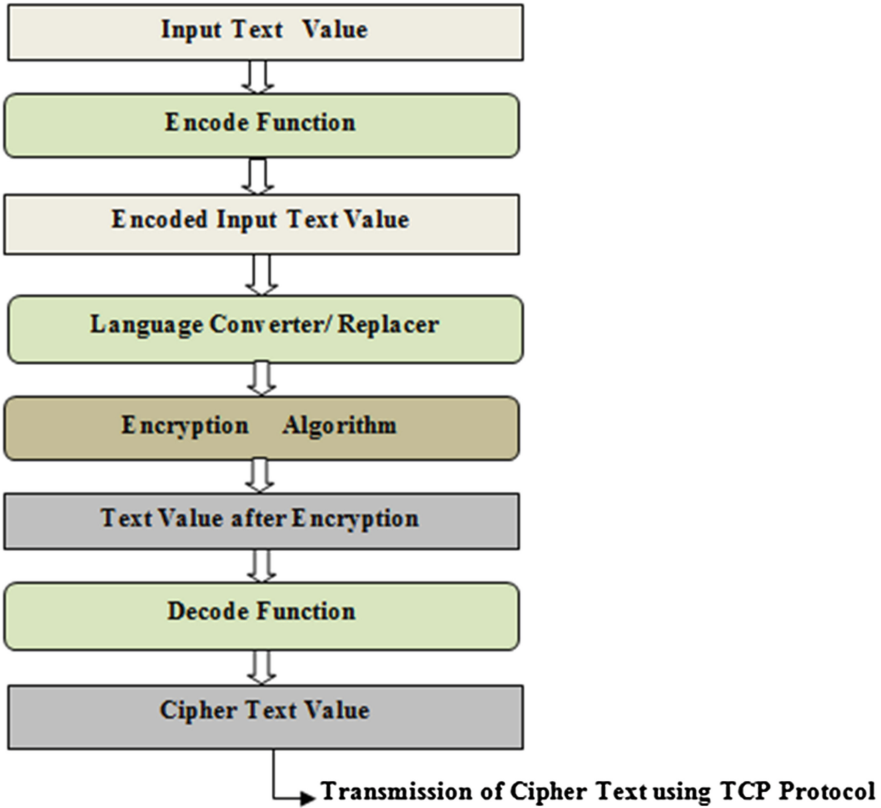 Input Text Value
Encode Function
Encoded Input Text Value
Language Converter/ Replacer
Encryption Algorithm
Text Value after Encryption
Decode Function
Cipher Text Value
Transmission of Cipher Text using TCP Protocol